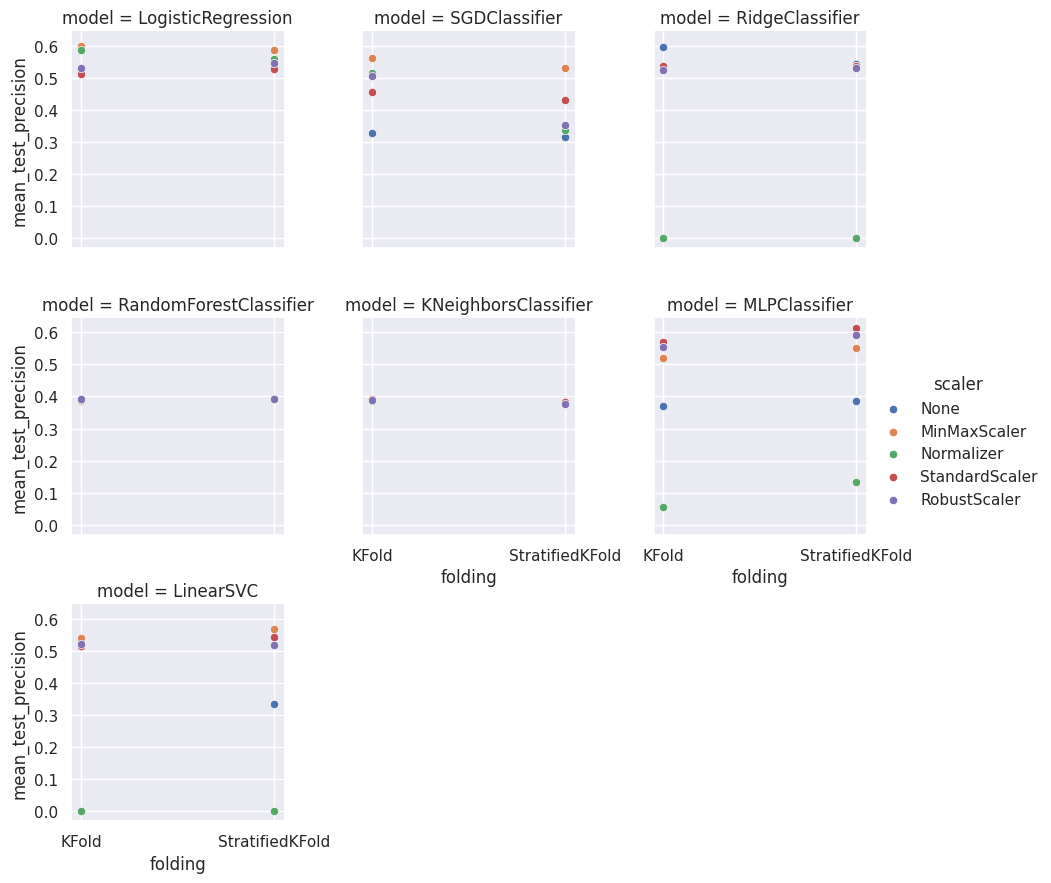 model = LogisticRegression
model = SGDClassifier
model = RidgeClassifier
mean_test_precision
0.6
0.5
0.4
0.3
0.2
0.1
0.0
model = RandomForestClassifier
model = KNeighborsClassifier
model = MLPClassifier
mean_test_precision
0.6
0.5
0.4
0.3
0.2
0.1
0.0
KFold
StratifiedKFold
folding
KFold
StratifiedKFold
folding
scaler
None
MinMaxScaler
Normalizer
StandardScaler
RobustScaler
model = LinearSVC
mean_test_precision
0.6
0.5
0.4
0.3
0.2
0.1
0.0
KFold
StratifiedKFold
folding